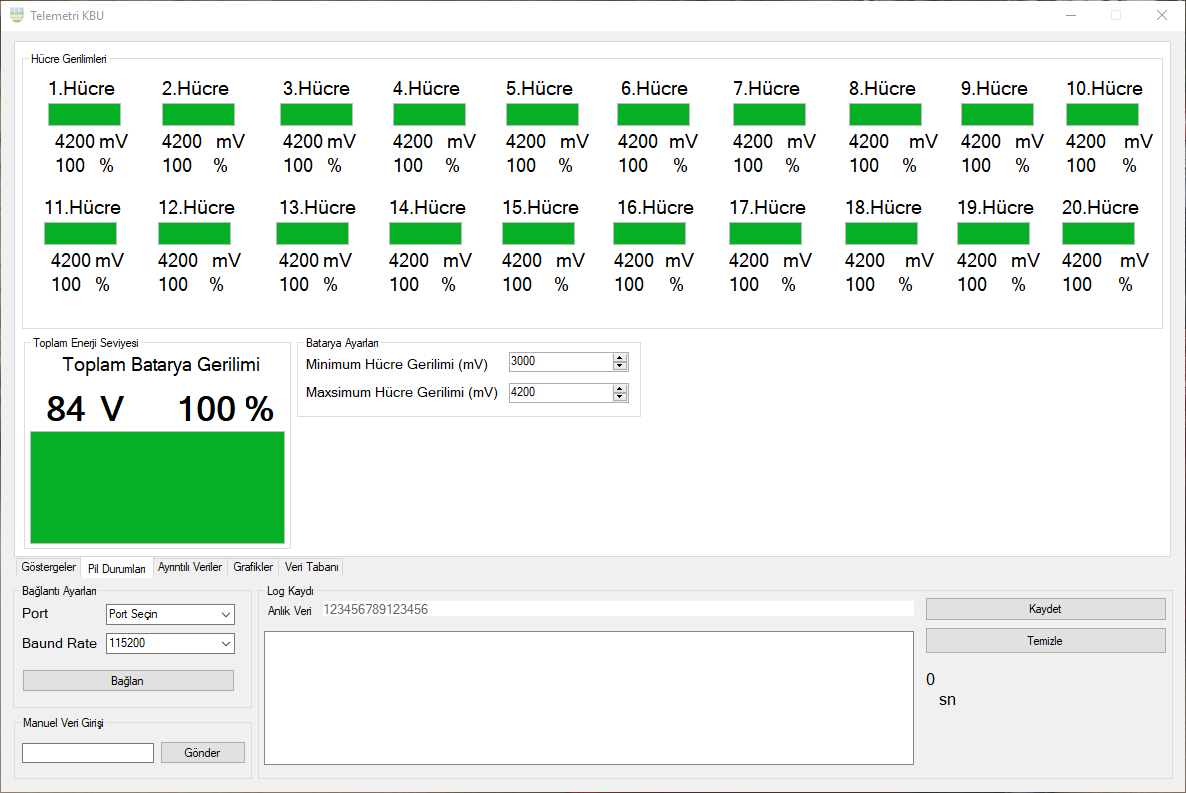 Telemetri KBU
Hücre Gerilimleri
1.Hücre 2.Hücre 3.Hücre 4.Hücre 5.Hücre 6.Hücre 7.Hücre 8.Hücre 9.Hücre 10.Hücre
4200 mV 4200 mV 4200 mV 4200 mV 4200 mV 4200 mV 4200 mV 4200 mV 4200 mV 4200 mV
100 % 100 % 100 % 100 % 100 % 100 % 100 % 100 % 100 % 100 %
11.Hücre 12.Hücre 13.Hücre 14.Hücre 15.Hücre 16.Hücre 17.Hücre 18.Hücre 19.Hücre 20.Hücre
4200 mV 4200 mV 4200 mV 4200 mV 4200 mV 4200 mV 4200 mV 4200 mV 4200 mV 4200 mV
100 % 100 % 100 % 100 % 100 % 100 % 100 % 100 % 100 % 100 %
Toplam Enerji Seviyesi
Toplam Batarya Gerilimi
84 V 100 %
Batarya Ayarları
Minimum Hücre Gerilimi (mV) 3000
Maxsimum Hücre Gerilimi (mV) 4200
Göstergeler Pil Durumları Ayrıntılı Veriler Grafikler Veri Tabanı
Bağlantı Ayarları
Port Port Seçin
Baund Rate 115200
Bağlan
Manuel Veri Girişi
Gönder
Log Kaydı
Anlık Veri 123456789123456
Kaydet
Temizle
0
sn